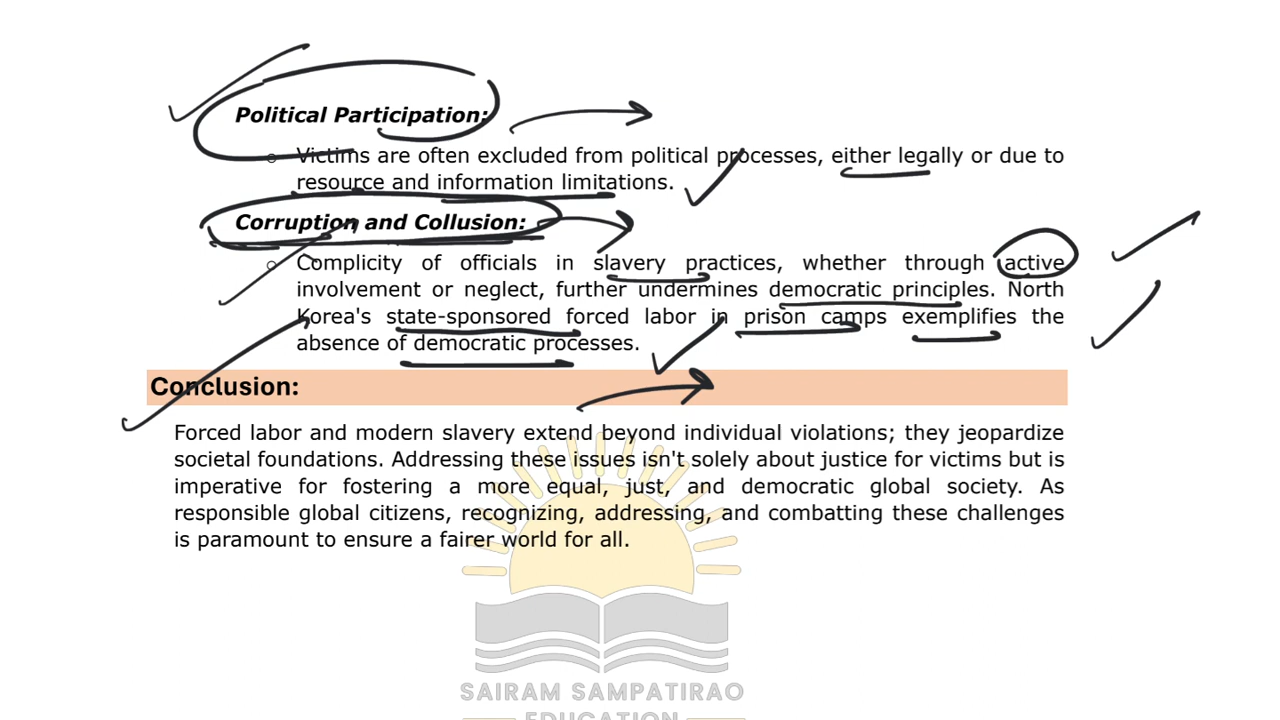 Political Participation:
o Victims are often excluded from political processes, either legally or due to
resource and information limitations.
Corruption and Collusion:
o Complicity of officials in slavery practices, whether through active
involvement or neglect, further undermines democratic principles. North
Korea's state-sponsored forced labor in prison camps exemplifies the
absence of democratic processes.
Conclusion:
Forced labor and modern slavery extend beyond individual violations; they jeopardize
societal foundations. Addressing these issues isn't solely about justice for victims but is
imperative for fostering a more equal, just, and democratic global society. As
responsible global citizens, recognizing, addressing, and combatting these challenges
is paramount to ensure a fairer world for all.
SAIRAM SAMPATIRAO
EDUCATION